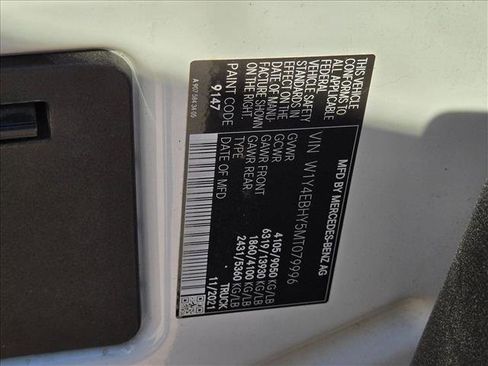 MFD BY MERCEDES-BENZ AG
VIN W1Y4EBHY5MT079996
GVWR 4105/9050 KG/LB
GCWR 6319/13930 KG/LB
GAWR FRONT 1860/4100 KG/LB
GAWR REAR 2431/5360 KG/LB
TYPE TRUCK
DATE OF MFD 11/2021
THIS VEHICLE
CONFORMS TO
ALL APPLICABLE
FEDERAL
VEHICLE SAFETY
STANDARDS IN
EFFECT ON
THE DATE OF MANU-
FACTURE SHOWN
ON THE RIGHT.
PAINT CODE
9147